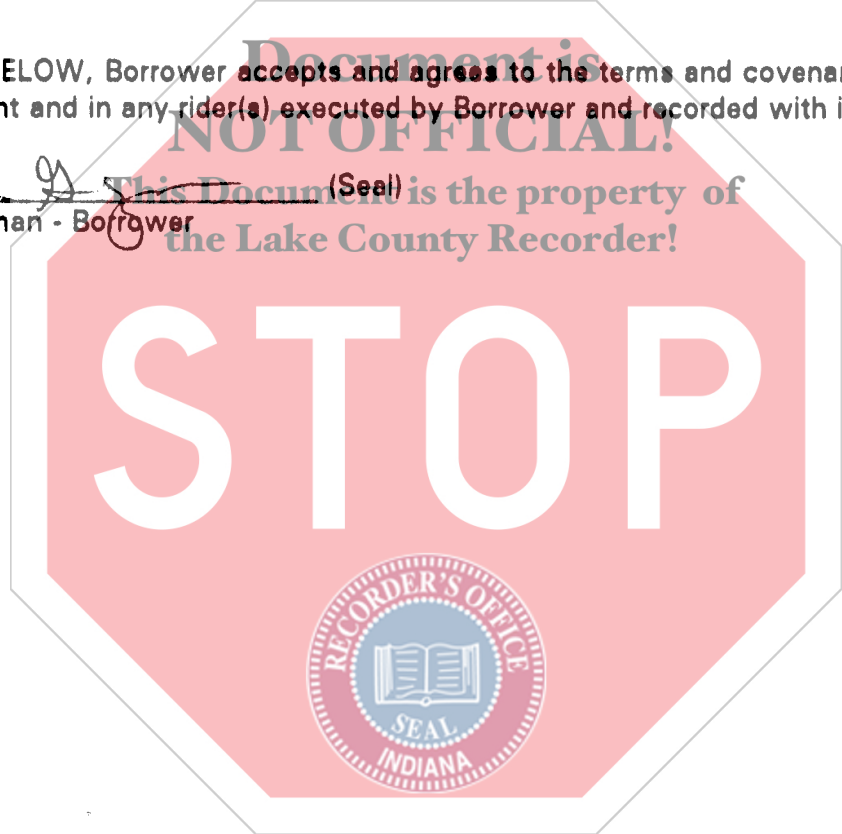 Document is
ELOW, Borrower accepts and agrees to the terms and covenan
nt and in any rider(s) executed by Borrower and recorded with i
NOT OFFICIAL!
(Seal)
This Document is the property of
nan - Borrower
the Lake County Recorder!
STOP
RECORDER'S OFFICE
SEAL
INDIANA